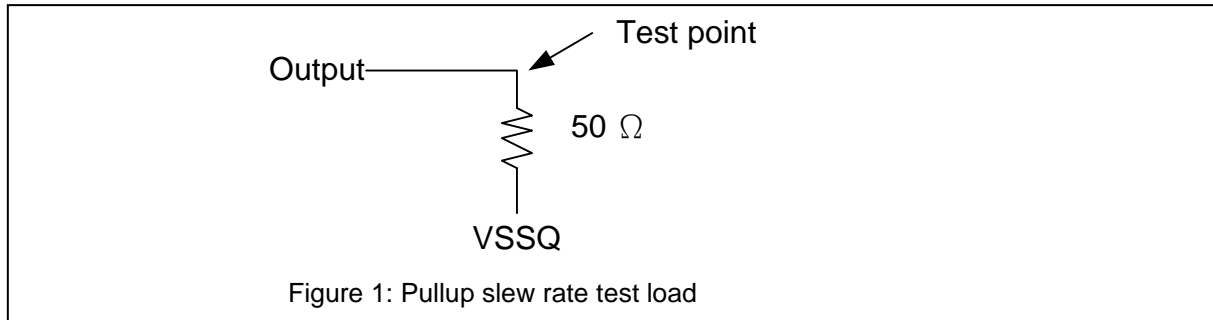 Test point
Output
50 Ω
VSSQ
Figure 1: Pullup slew rate test load